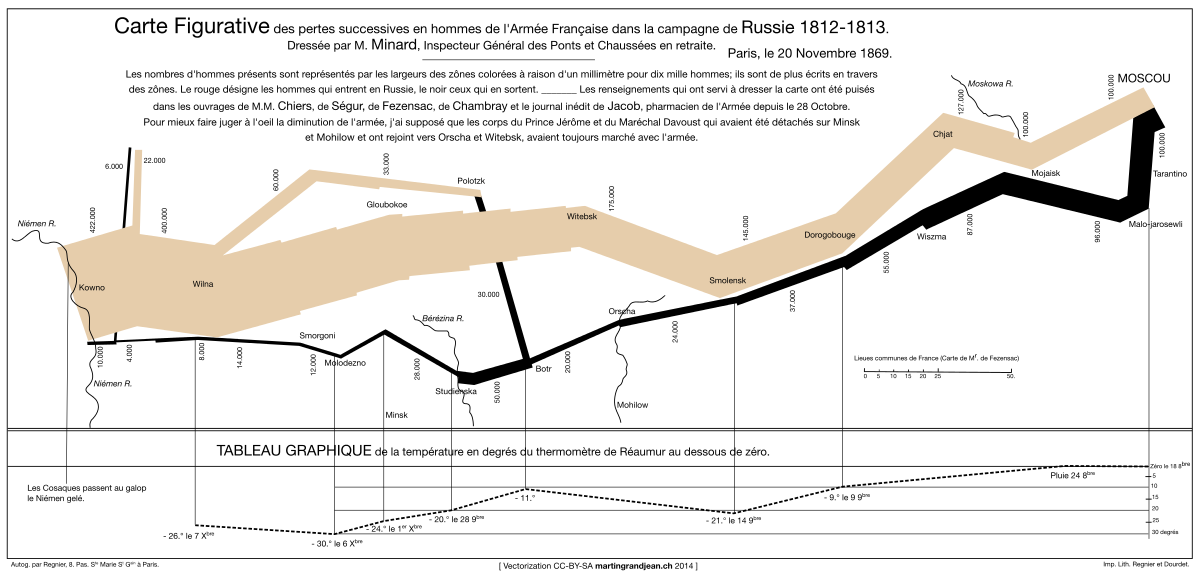 Carte Figurative des pertes successives en hommes de l'Armée Française dans la campagne de Russie 1812-1813.
Dressée par M. Minard, Inspecteur Général des Ponts et Chaussées en retraite.
Paris, le 20 Novembre 1869.
Les nombres d'hommes présents sont représentés par les largeurs des zônes colorées à raison d'un millimètre pour dix mille hommes; ils sont de plus écrits en travers
des zônes. Le rouge désigne les hommes qui entrent en Russie, le noir ceux qui en sortent. ______ Les renseignements qui ont servi à dresser la carte ont été puisés
dans les ouvrages de M.M. Chiers, de Ségur, de Fezensac, de Chambray et le journal inédit de Jacob, pharmacien de l'Armée depuis le 28 Octobre.
Pour mieux faire juger à l'oeil la diminution de l'armée, j'ai supposé que les corps du Prince Jérôme et du Maréchal Davoust qui avaient été détachés sur Minsk
et Mohilow et ont rejoint vers Orscha et Witebsk, avaient toujours marché avec l'armée.
Moskowa R.
100.000
MOSCOU
127.000
100.000
Chjat
100.000
6.000
22.000
60.000
33.000
Polotzk
Mojaisk
Tarantino
Gloubokoe
175.000
Niémen R.
422.000
400.000
Witebsk
145.000
Dorogobouge
Wiszma
87.000
96.000
Malo-jarosewli
55.000
Kowno
Wilna
30.000
Smolensk
37.000
Orscha
Bérézina R.
24.000
Smorgoni
10.000
4.000
8.000
14.000
12.000
Molodezno
28.000
20.000
Botr
Lieues communes de France (Carte de Mr. de Fezensac)
0 5 10 15 20 25 50.
Niémen R.
Studienska
50.000
Mohilow
Minsk
TABLEAU GRAPHIQUE de la température en degrés du thermomètre de Réaumur au dessous de zéro.
Zéro le 18 8bre
Pluie 24 8bre
5
10
15
20
25
30 degrés
Les Cosaques passent au galop
le Niémen gelé.
- 26.° le 7 Xbre
- 30.° le 6 Xbre
- 24.° le 1er Xbre
- 20.° le 28 9bre
- 11.°
- 21.° le 14 9bre
- 9.° le 9 9bre
Autog. par Regnier, 8. Pas. Ste Marie St Gain à Paris.
[ Vectorization CC-BY-SA martingrandjean.ch 2014 ]
Imp. Lith. Regnier et Dourdet.